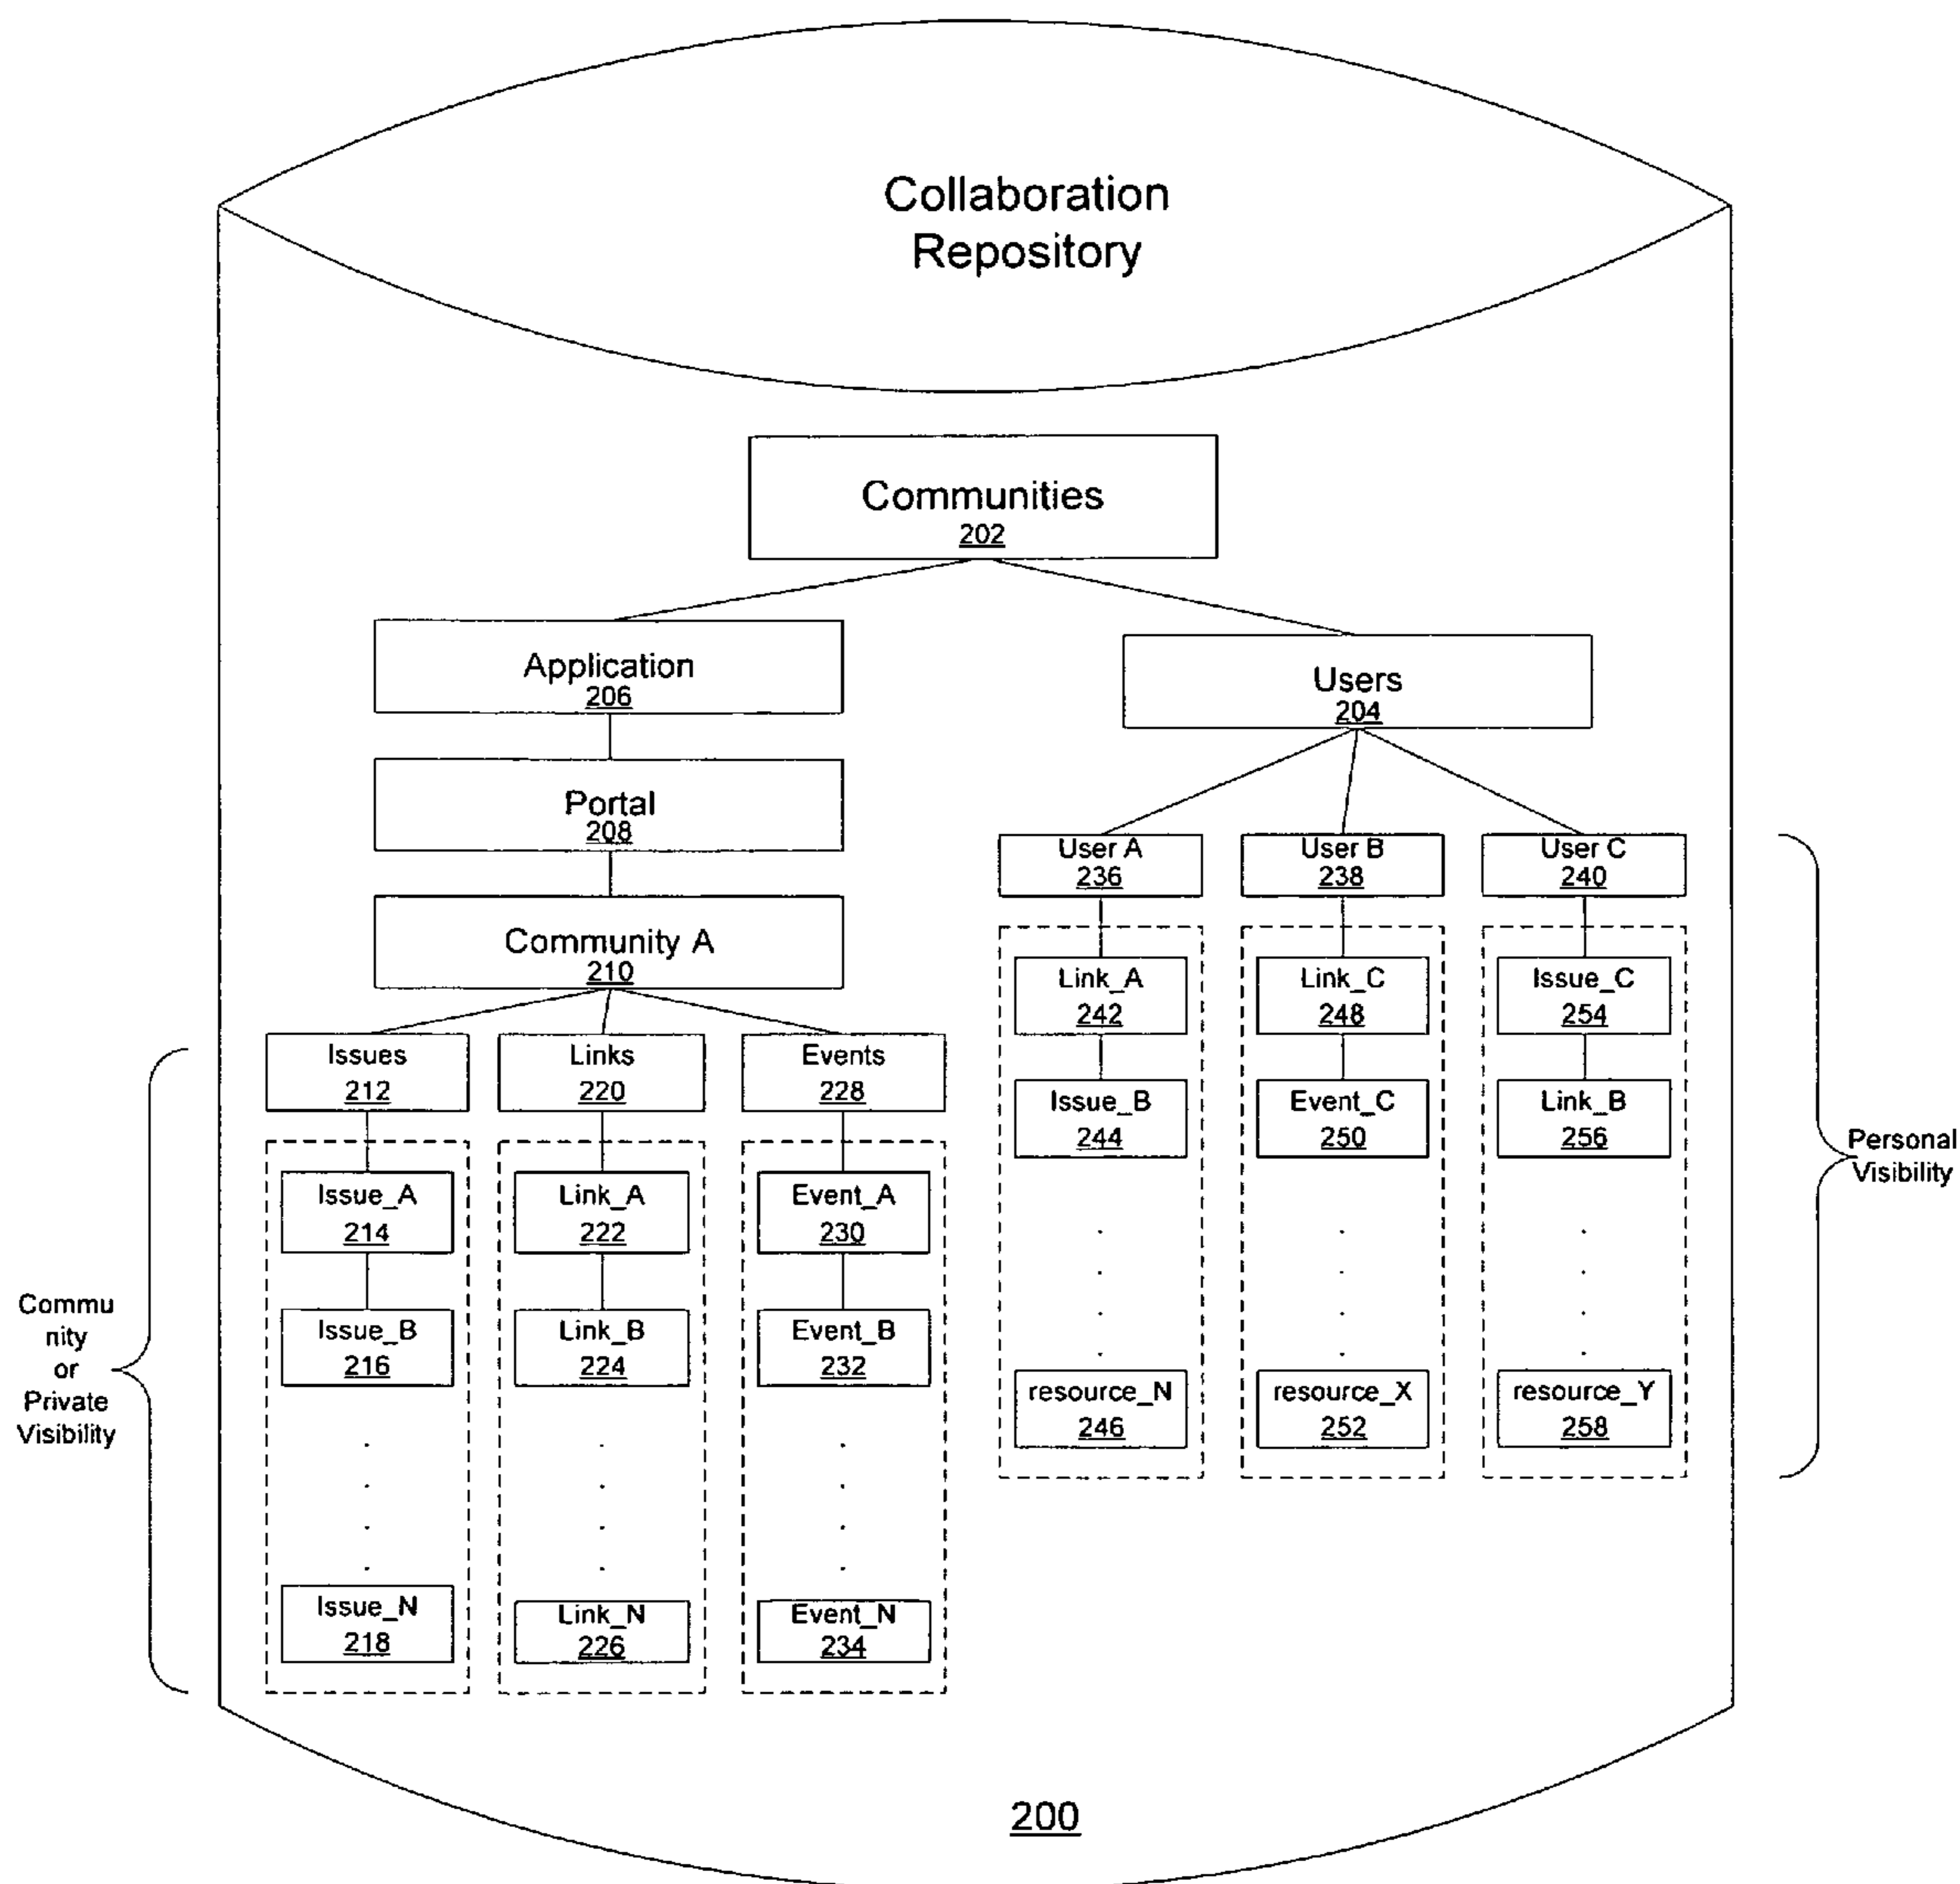 Collaboration
Repository
Communities
202
Application
206
Users
204
Portal
208
Community A
210
User A
236
User B
238
User C
240
Link_A
242
Link_C
248
Issue_C
254
Issue_B
244
Event_C
250
Link_B
256
resource_N
246
resource_X
252
resource_Y
258
Personal
Visibility
Issues
212
Links
220
Events
228
Issue_A
214
Link_A
222
Event_A
230
Issue_B
216
Link_B
224
Event_B
232
Issue_N
218
Link_N
226
Event_N
234
Commu
nity
or
Private
Visibility
200